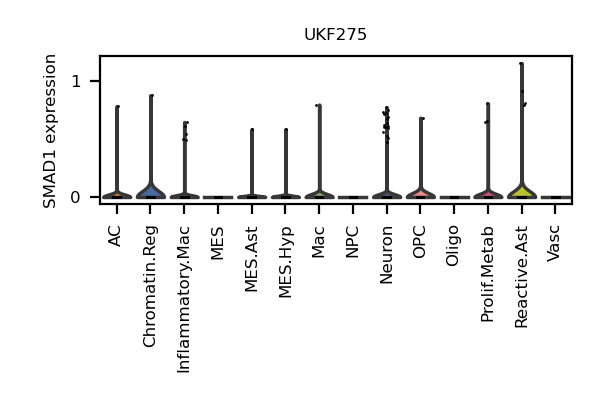 UKF275
SMAD1 expression
1
0
AC
Chromatin.Reg
Inflammatory.Mac
MES
MES.Ast
MES.Hyp
Mac
NPC
Neuron
OPC
Oligo
Prolif.Metab
Reactive.Ast
Vasc